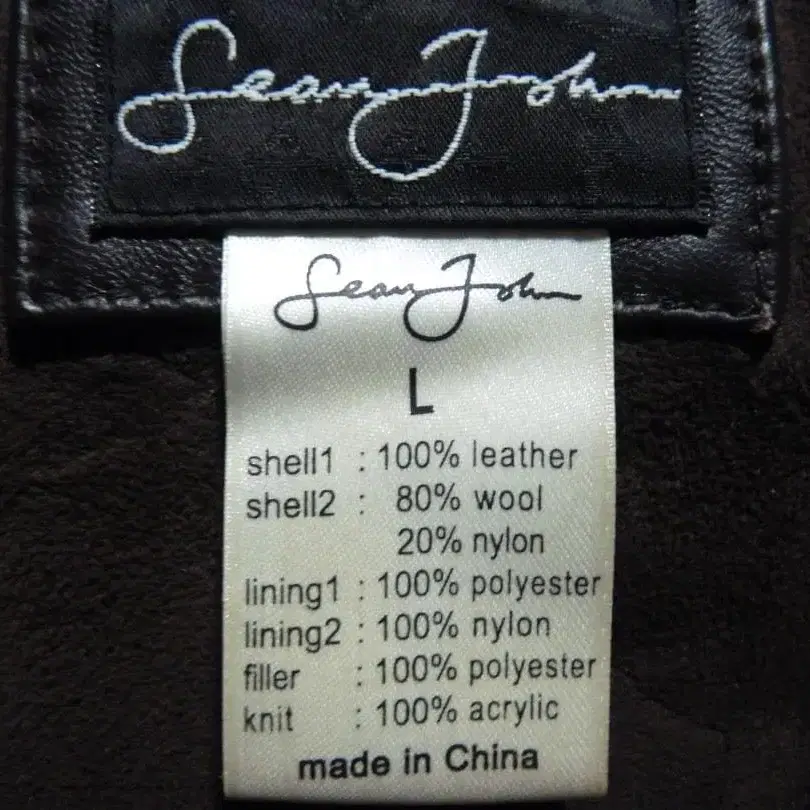 Sean John
Sean John
L
shell1 : 100% leather
shell2 : 80% wool
20% nylon
lining1 : 100% polyester
lining2 : 100% nylon
filler : 100% polyester
knit : 100% acrylic
made in China